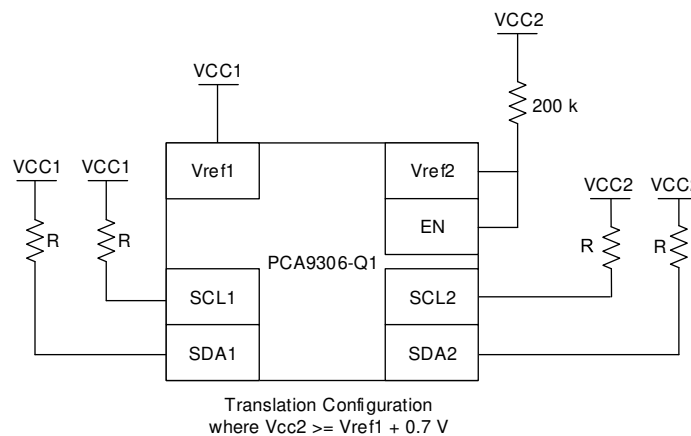 VCC2
VCC1
200 k
VCC1 VCC1
Vref1 Vref2
VCC2 VCC2
EN
R R
R R
PCA9306-Q1
SCL1 SCL2
SDA1 SDA2
Translation Configuration
where Vcc2 >= Vref1 + 0.7 V